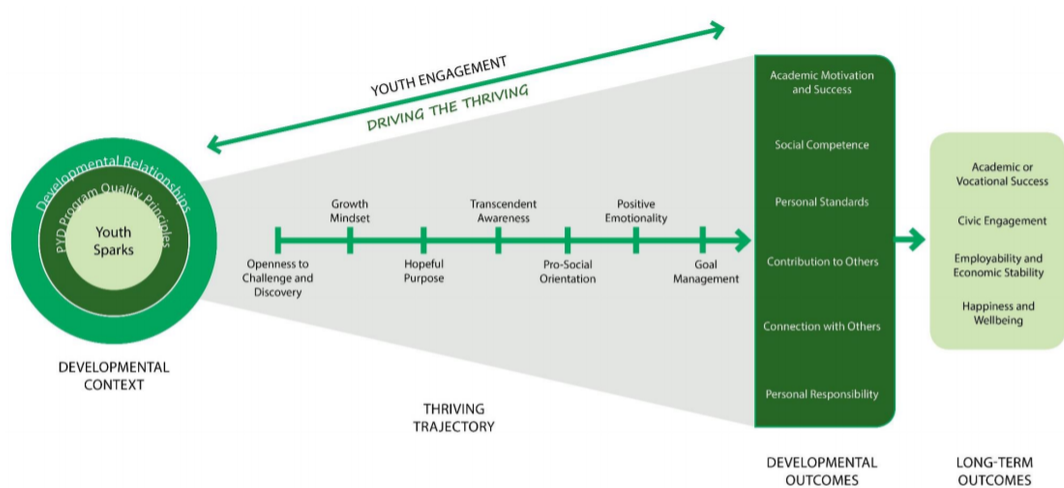 YOUTH ENGAGEMENT
DRIVING THE THRIVING
Developmental Relationships
PYD Program Quality Principles
Youth
Sparks
DEVELOPMENTAL
CONTEXT
Growth
Mindset
Transcendent
Awareness
Positive
Emotionality
Openness to
Challenge and
Discovery
Hopeful
Purpose
Pro-Social
Orientation
Goal
Management
THRIVING
TRAJECTORY
Academic Motivation
and Success
Social Competence
Personal Standards
Contribution to Others
Connection with Others
Personal Responsibility
DEVELOPMENTAL
OUTCOMES
Academic or
Vocational Success
Civic Engagement
Employability and
Economic Stability
Happiness and
Wellbeing
LONG-TERM
OUTCOMES